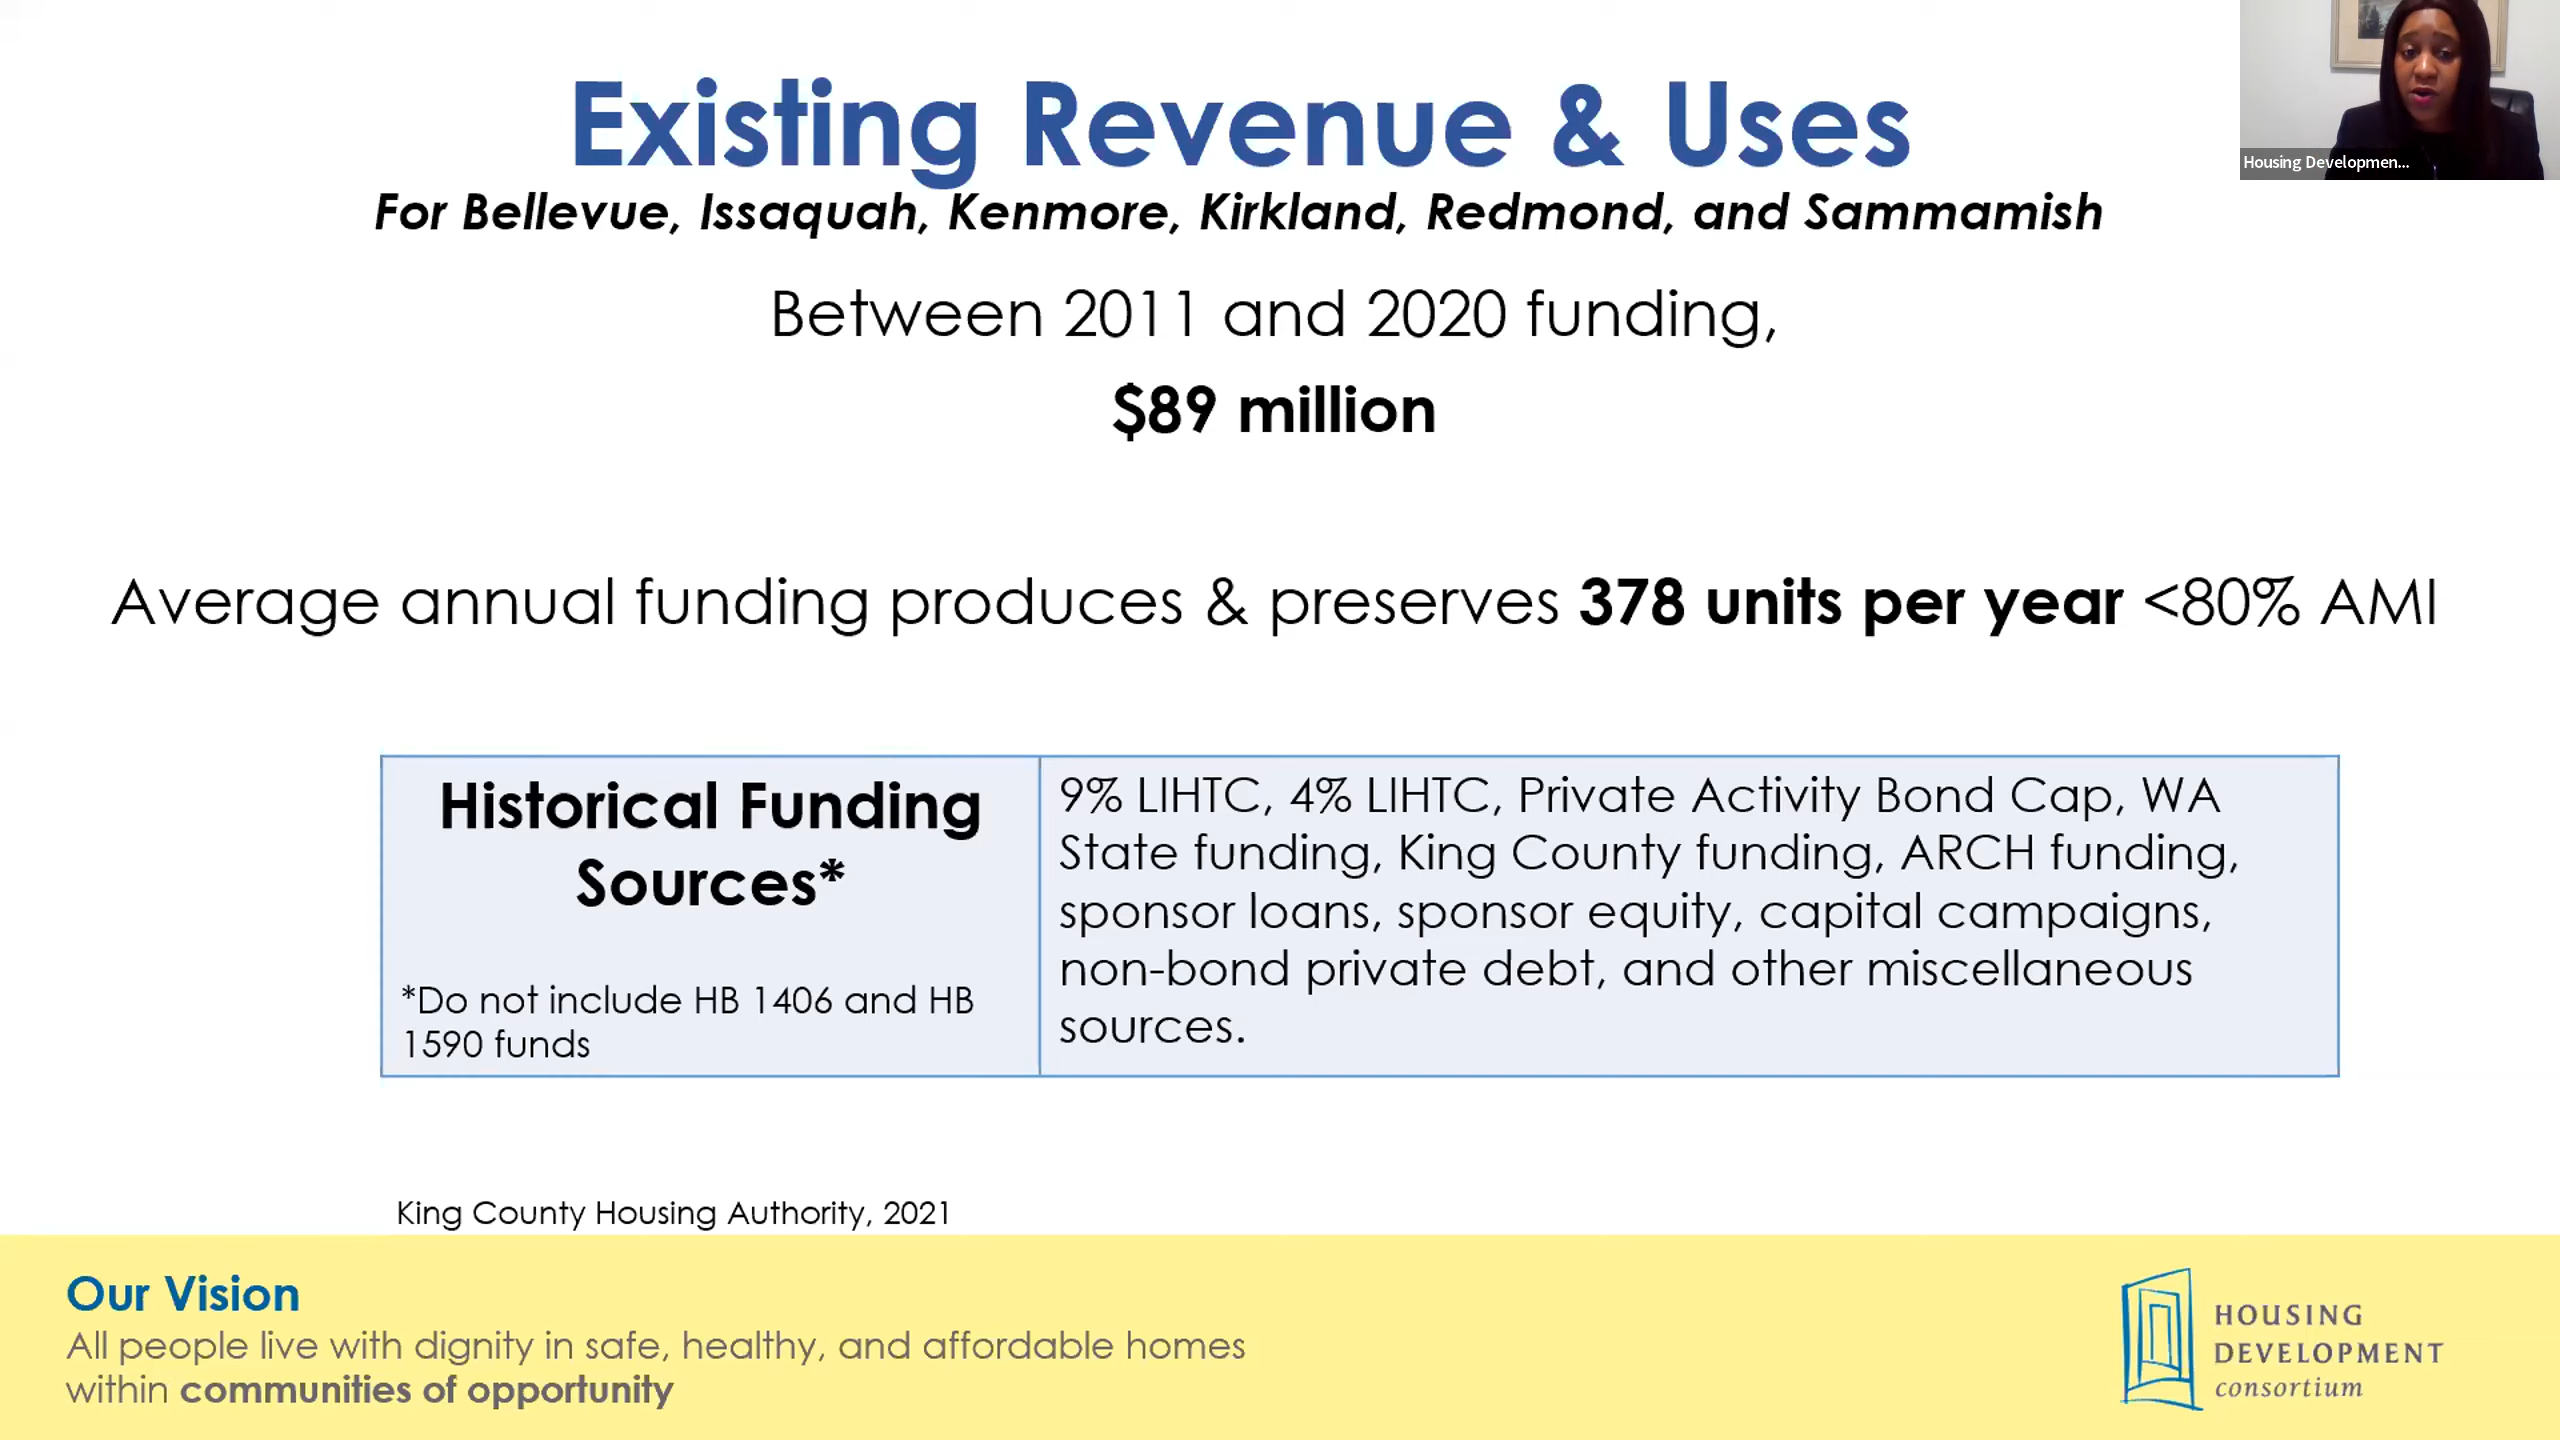 Existing Revenue & Uses
For Bellevue, Issaquah, Kenmore, Kirkland, Redmond, and Sammamish
Housing Developmen...
Between 2011 and 2020 funding,
$89 million
Average annual funding produces & preserves 378 units per year <80% AMI
Historical Funding
Sources*
*Do not include HB 1406 and HB
1590 funds
9% LIHTC, 4% LIHTC, Private Activity Bond Cap, WA
State funding, King County funding, ARCH funding,
sponsor loans, sponsor equity, capital campaigns,
non-bond private debt, and other miscellaneous
sources.
King County Housing Authority, 2021
Our Vision
All people live with dignity in safe, healthy, and affordable homes
within communities of opportunity
HOUSING
DEVELOPMENT
consortium